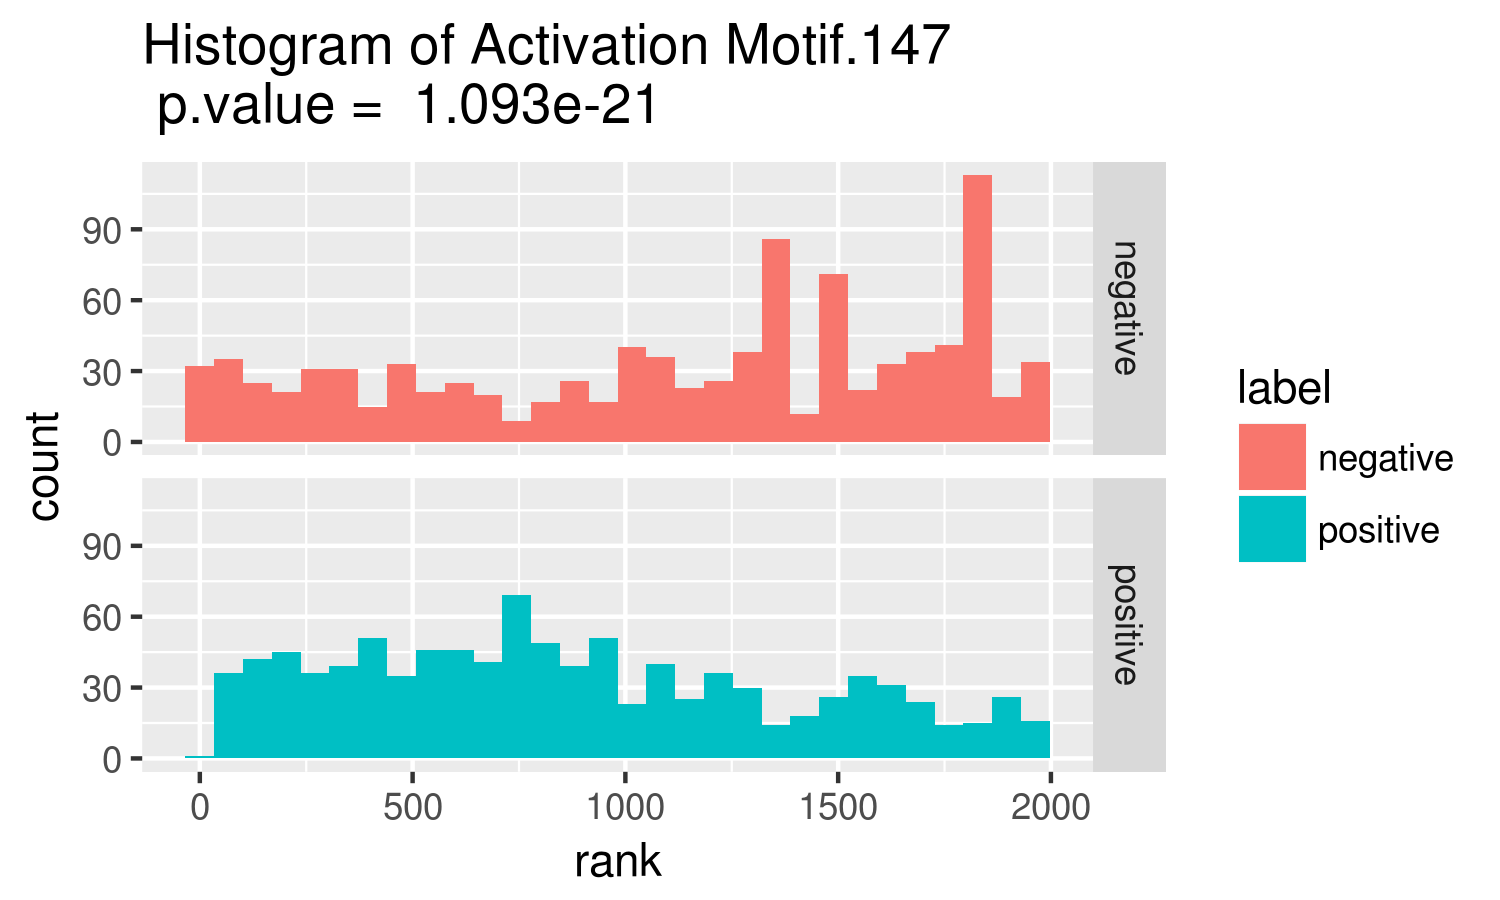 Histogram of Activation Motif.147
p.value = 1.093e-21
90
60
30
0
negative
count
90
60
30
0
positive
0 500 1000 1500 2000
rank
label
negative
positive